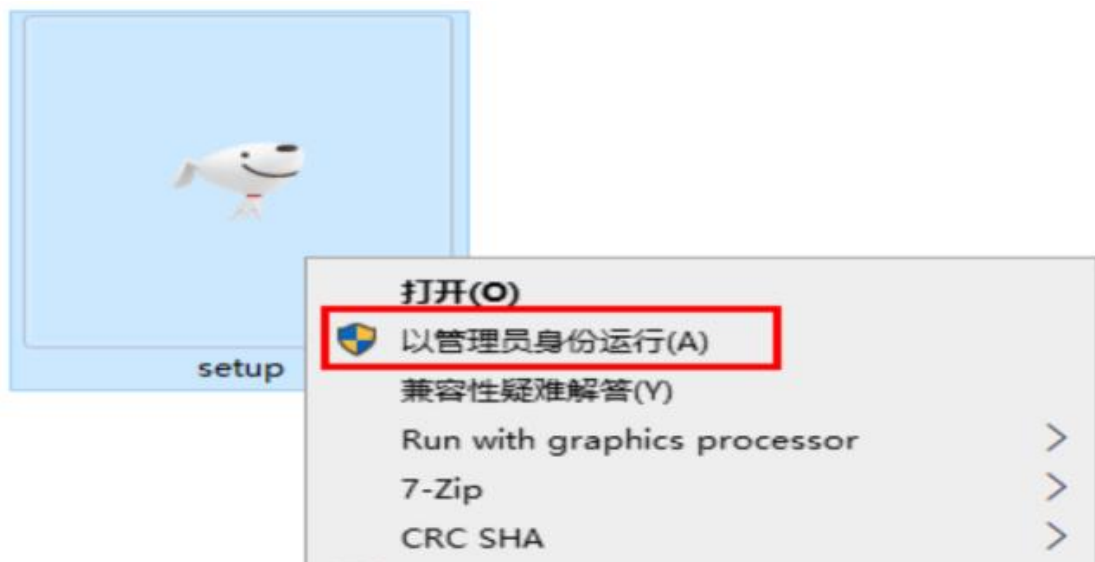 setup
打开(O)
以管理员身份运行(A)
兼容性疑难解答(Y)
Run with graphics processor
7-Zip
CRC SHA